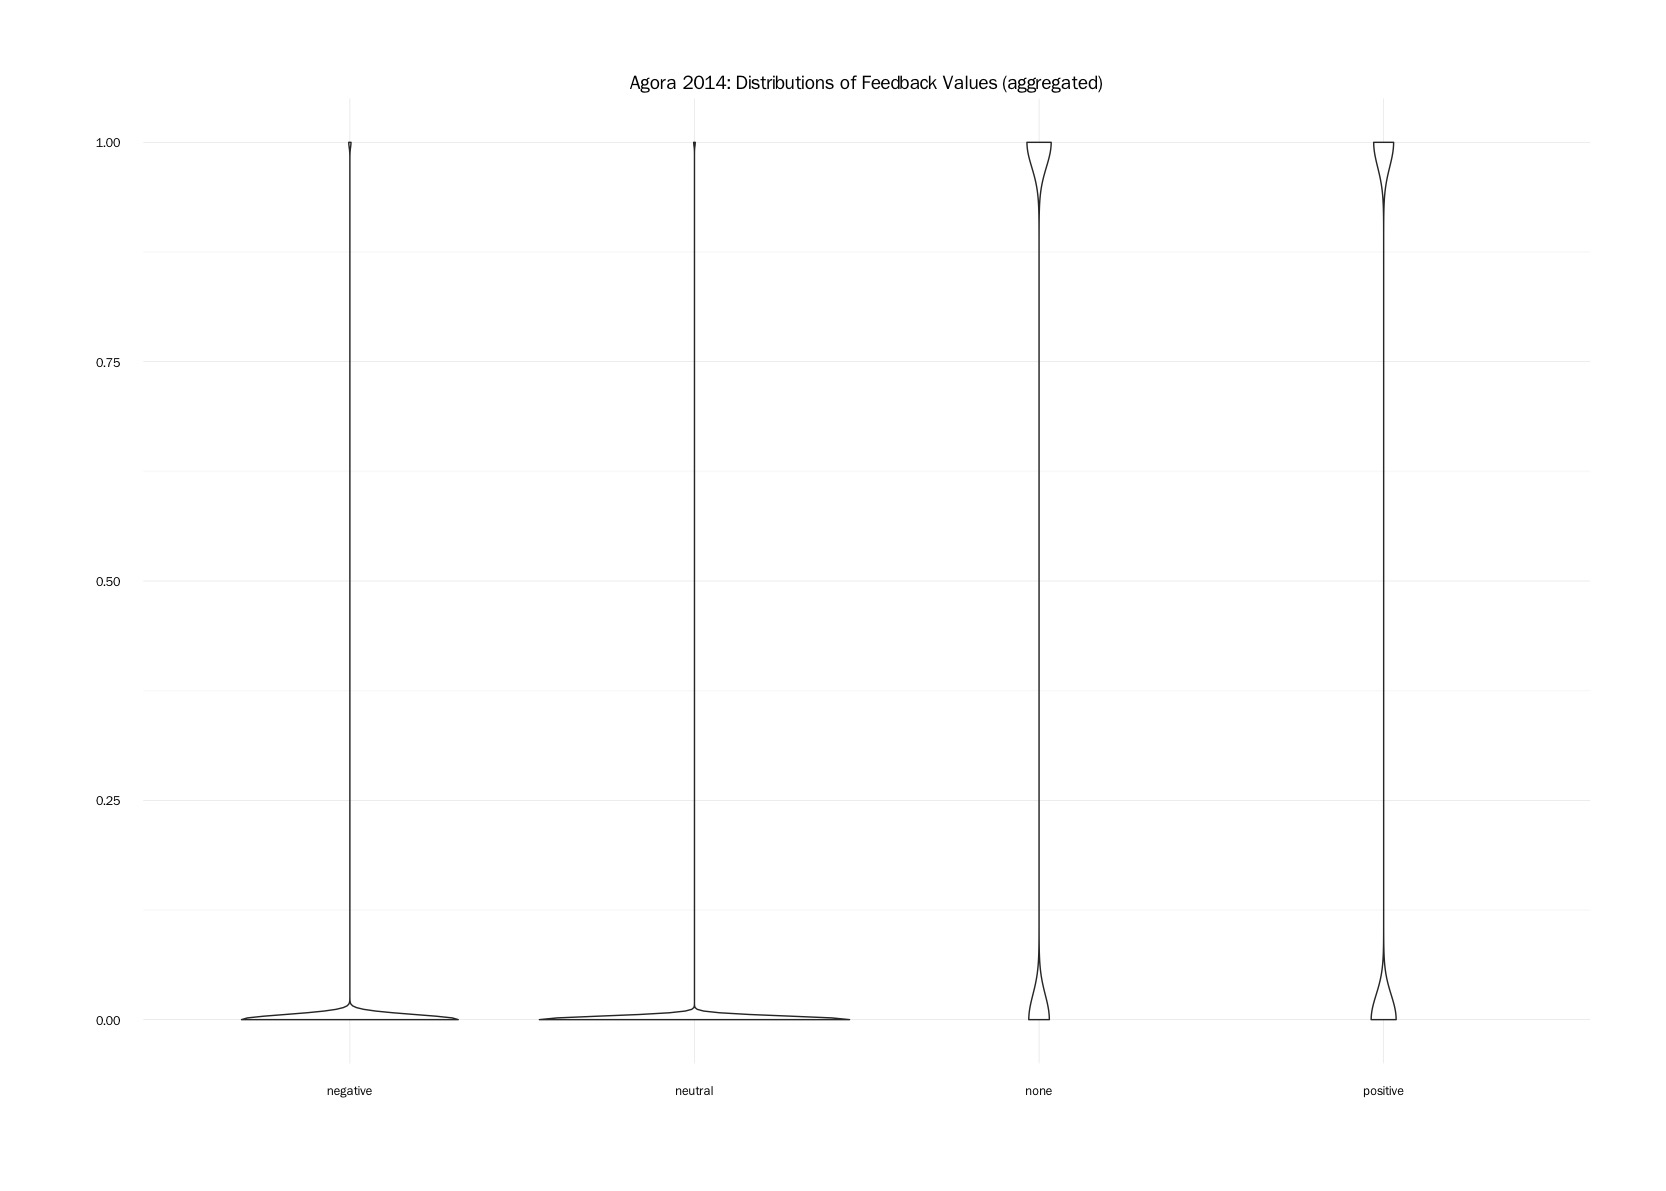 Agora 2014: Distributions of Feedback Values (aggregated)
1.00
0.75
0.50
0.25
0.00
negative neutral none positive